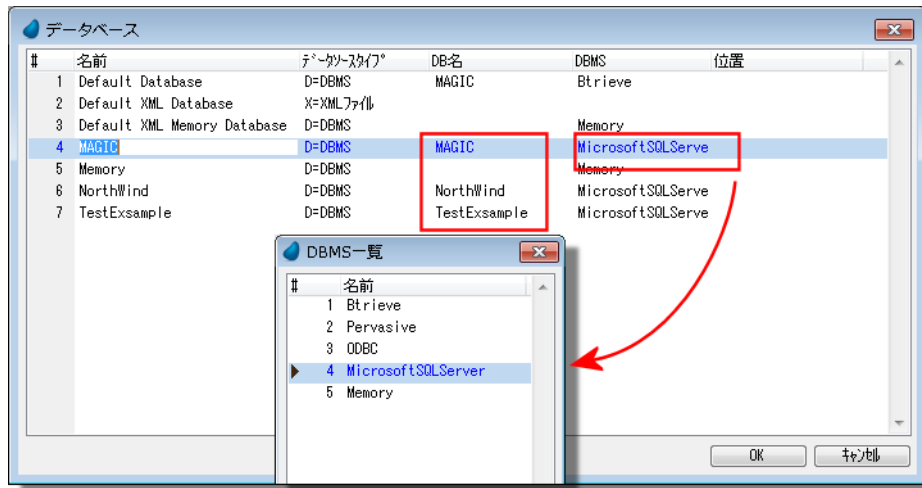 データベース
# 名前 データソースタイプ DB名 DBMS 位置
1 Default Database D=DBMS MAGIC Btrieve
2 Default XML Database X=XMLファイル
3 Default XML Memory Database D=DBMS Memory
4 MAGIC D=DBMS MAGIC MicrosoftSQLServe
5 Memory D=DBMS Memory
6 NorthWind D=DBMS NorthWind MicrosoftSQLServe
7 TestExsample D=DBMS TestExsample MicrosoftSQLServe
DBMS一覧
# 名前
1 Btrieve
2 Pervasive
3 ODBC
4 MicrosoftSQLServer
5 Memory
OK キャンセル